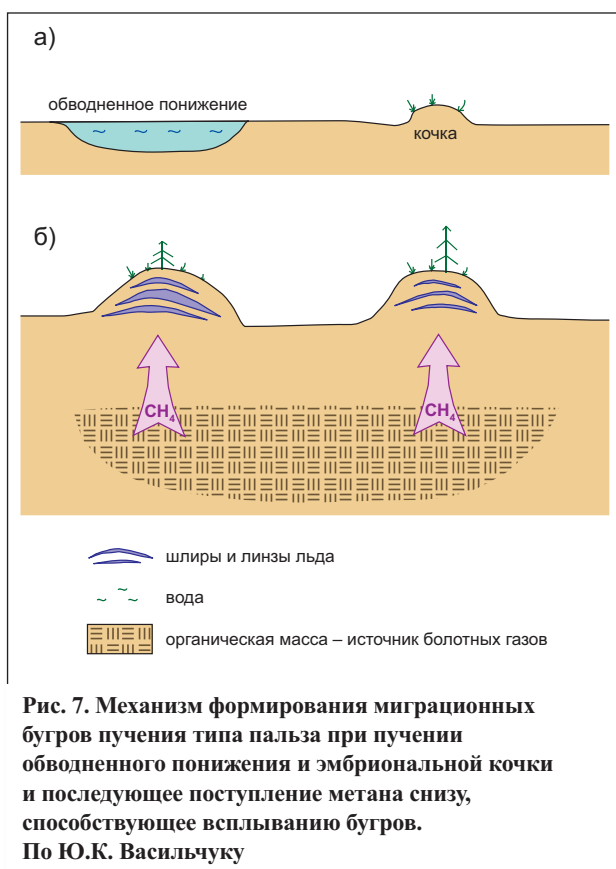 а)
обводненное понижение
кочка
б)
CH₄
CH₄
шлиры и линзы льда
вода
органическая масса – источник болотных газов
Рис. 7. Механизм формирования миграционных
бугров пучения типа пальза при пучении
обводненного понижения и эмбриональной кочки
и последующее поступление метана снизу,
способствующее всплыванию бугров.
По Ю.К. Васильчуку